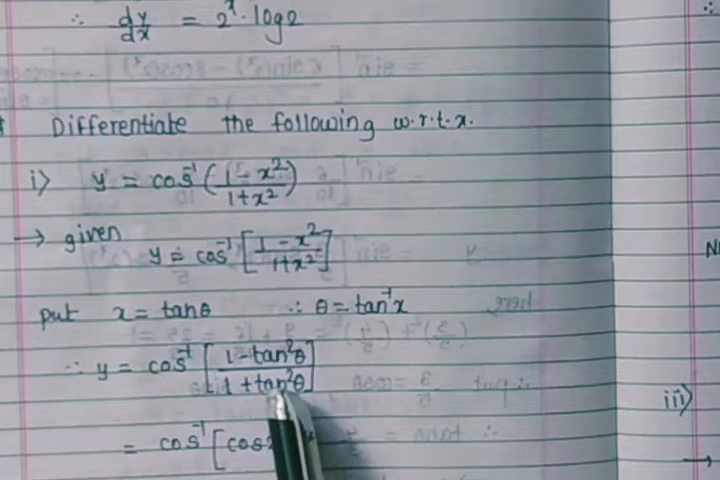 ∴ dy/dx = 2^x · log2
Differentiate the following w.r.t.x.
i) y = cos⁻¹ (1 - x²/1 + x²)
→ given
y = cos⁻¹ [1 - x²/1 + x²]
put x = tanθ ∴ θ = tan⁻¹x
∴ y = cos⁻¹ [1 - tan²θ/1 + tan²θ]
iii)
= cos⁻¹ [cos
→